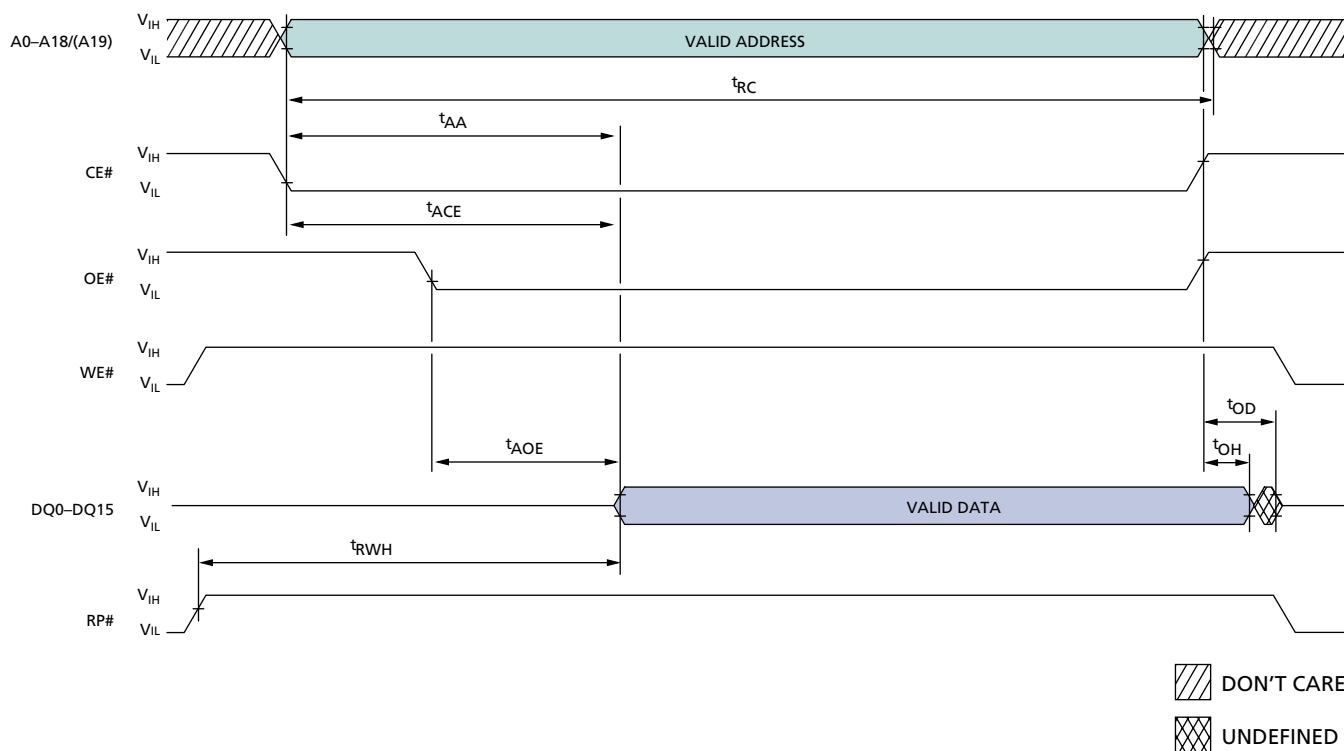 VIH
A0–A18/(A19)
VALID ADDRESS
VIL
tRC
tAA
VIH
CE#
VIL
tACE
VIH
OE#
VIL
VIH
WE#
VIL
tOD
tAOE
tOH
VIH
DQ0–DQ15
VALID DATA
VIL
tRWH
VIH
RP#
VIL
DON'T CARE
UNDEFINED